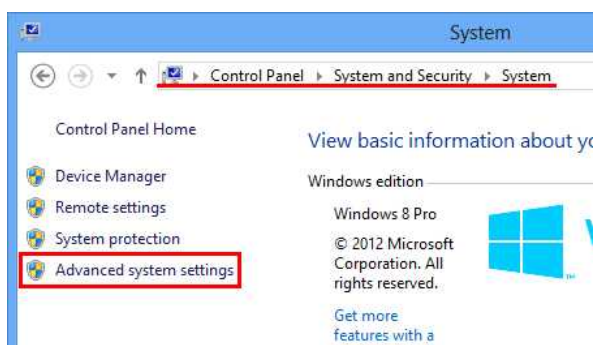 System
Control Panel System and Security System
Control Panel Home
View basic information about yo
Device Manager
Windows edition
Remote settings
Windows 8 Pro
System protection
© 2012 Microsoft
Corporation. All
rights reserved.
Advanced system settings
Get more
features with a